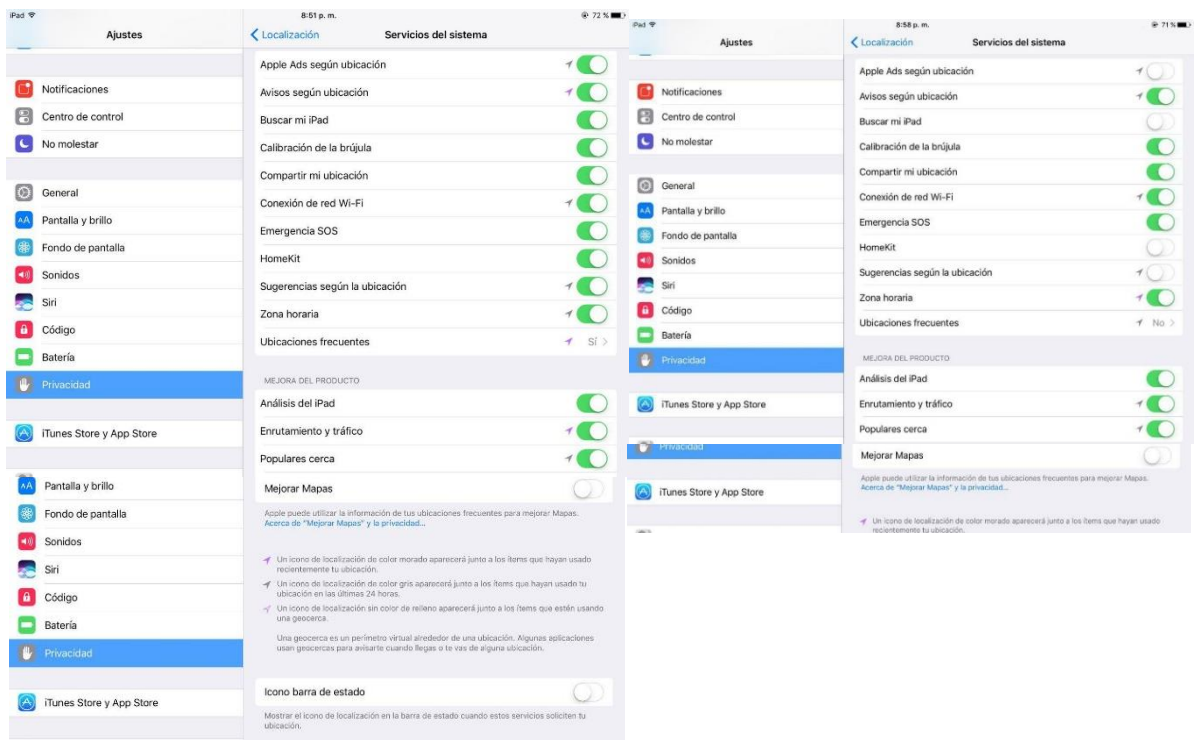 iPad
8:51 p. m.
72 %
Ajustes
Localización
Servicios del sistema
Notificaciones
Centro de control
No molestar
General
Pantalla y brillo
Fondo de pantalla
Sonidos
Siri
Código
Batería
Privacidad
iTunes Store y App Store
Pantalla y brillo
Fondo de pantalla
Sonidos
Siri
Código
Batería
Privacidad
iTunes Store y App Store
Apple Ads según ubicación
Avisos según ubicación
Buscar mi iPad
Calibración de la brújula
Compartir mi ubicación
Conexión de red Wi-Fi
Emergencia SOS
HomeKit
Sugerencias según la ubicación
Zona horaria
Ubicaciones frecuentes Sí
MEJORA DEL PRODUCTO
Análisis del iPad
Enrutamiento y tráfico
Populares cerca
Mejorar Mapas
Apple puede utilizar la información de tus ubicaciones frecuentes para mejorar Mapas.
Acerca de "Mejorar Mapas" y la privacidad...
Un icono de localización de color morado aparecerá junto a los ítems que hayan usado
recientemente tu ubicación.
Un icono de localización de color gris aparecerá junto a los ítems que hayan usado tu
ubicación en las últimas 24 horas.
Un icono de localización sin color de relleno aparecerá junto a los ítems que estén usando
una geocerca.
Una geocerca es un perímetro virtual alrededor de una ubicación. Algunas aplicaciones
usan geocercas para avisarte cuando llegas o te vas de alguna ubicación.
Icono barra de estado
Mostrar el icono de localización en la barra de estado cuando estos servicios soliciten tu
ubicación.
iPad
8:58 p. m.
71 %
Ajustes
Localización
Servicios del sistema
Notificaciones
Centro de control
No molestar
General
Pantalla y brillo
Fondo de pantalla
Sonidos
Siri
Código
Batería
Privacidad
iTunes Store y App Store
Privacidad
iTunes Store y App Store
Apple Ads según ubicación
Avisos según ubicación
Buscar mi iPad
Calibración de la brújula
Compartir mi ubicación
Conexión de red Wi-Fi
Emergencia SOS
HomeKit
Sugerencias según la ubicación
Zona horaria
Ubicaciones frecuentes No
MEJORA DEL PRODUCTO
Análisis del iPad
Enrutamiento y tráfico
Populares cerca
Mejorar Mapas
Apple puede utilizar la información de tus ubicaciones frecuentes para mejorar Mapas.
Acerca de "Mejorar Mapas" y la privacidad...
Un icono de localización de color morado aparecerá junto a los ítems que hayan usado
recientemente tu ubicación.